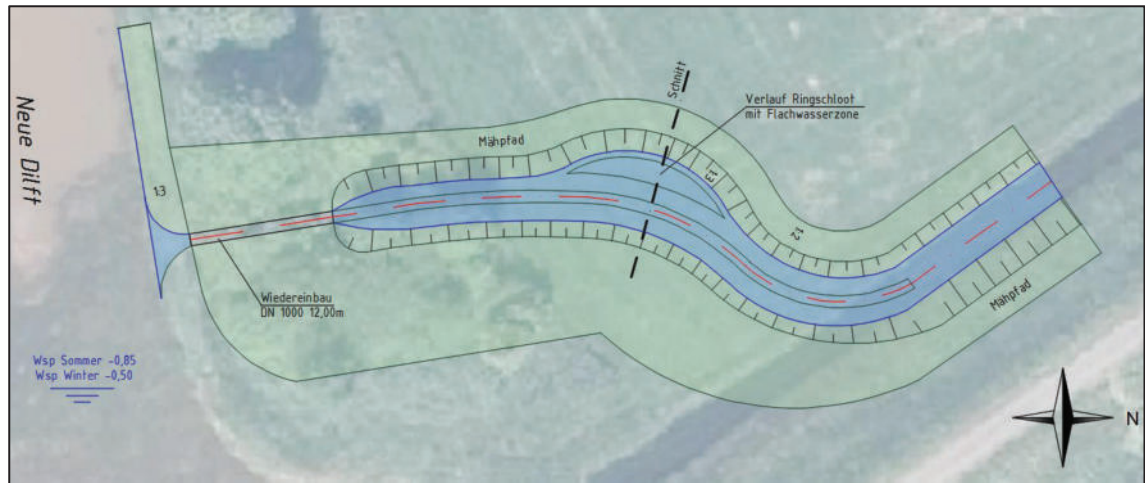 Neue Dilft
1:3
Mähpfad
Schnitt
Verlauf Ringschloot
mit Flachwasserzone
1:3
1:2
Wiedereinbau
DN 1000 12,00m
Mähpfad
Wsp Sommer -0,85
Wsp Winter -0,50
N